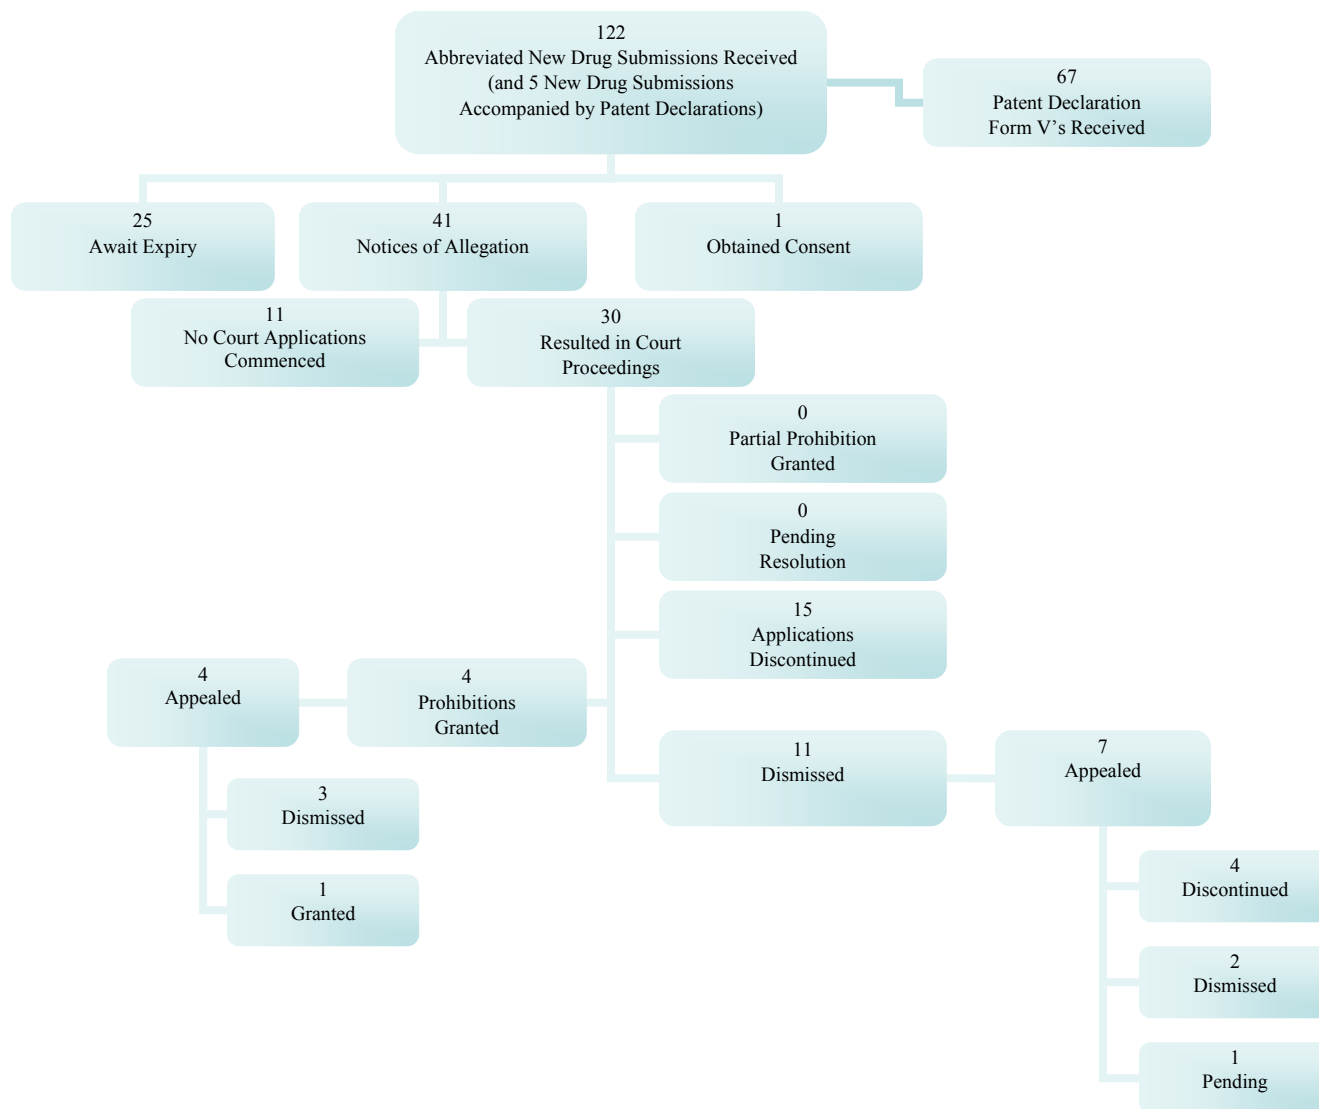 122
Abbreviated New Drug Submissions Received
(and 5 New Drug Submissions
Accompanied by Patent Declarations)
67
Patent Declaration
Form V’s Received
25
Await Expiry
41
Notices of Allegation
1
Obtained Consent
11
No Court Applications
Commenced
30
Resulted in Court
Proceedings
0
Partial Prohibition
Granted
0
Pending
Resolution
15
Applications
Discontinued
4
Appealed
4
Prohibitions
Granted
3
Dismissed
1
Granted
11
Dismissed
7
Appealed
4
Discontinued
2
Dismissed
1
Pending